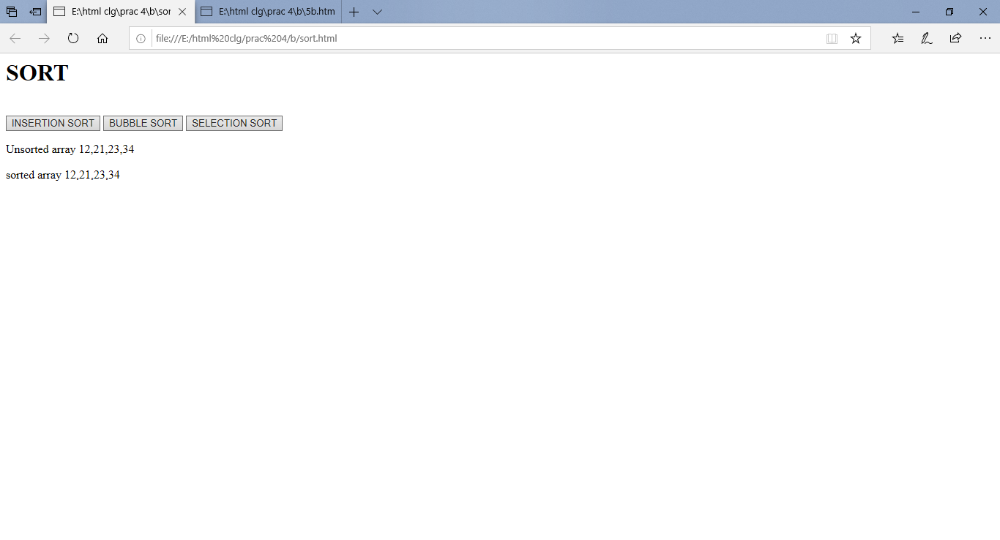 E:\html clg\prac 4\b\sor
E:\html clg\prac 4\b\5b.htm
file:///E:/html%20clg/prac%204/b/sort.html
SORT
INSERTION SORT BUBBLE SORT SELECTION SORT
Unsorted array 12,21,23,34
sorted array 12,21,23,34